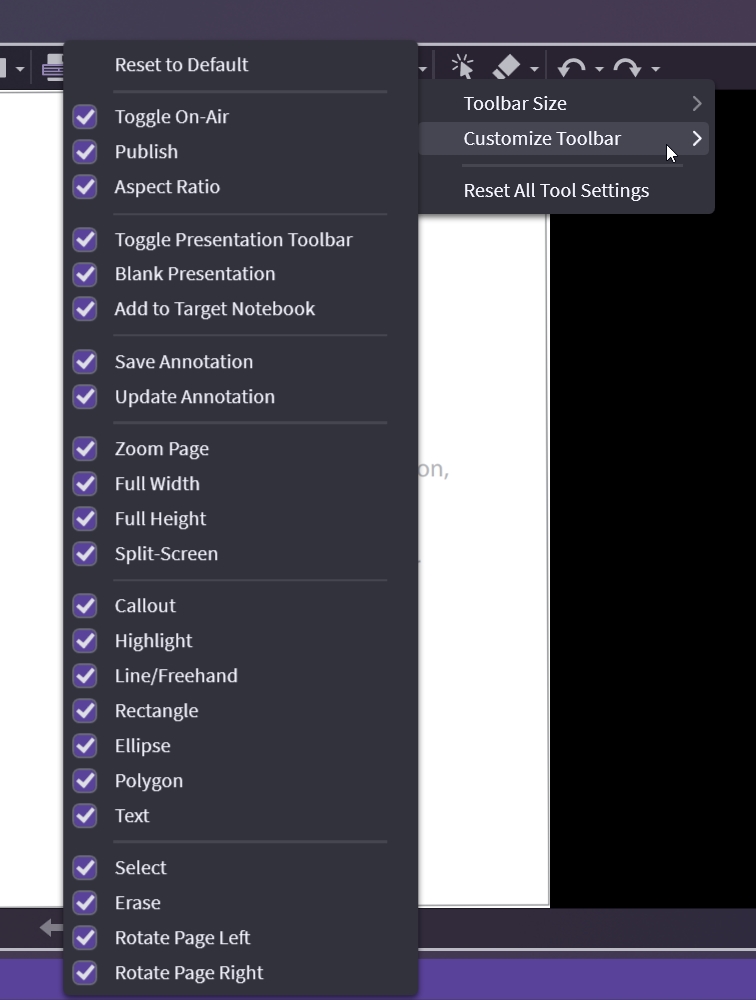 Reset to Default
Toggle On-Air
Publish
Aspect Ratio
Toggle Presentation Toolbar
Blank Presentation
Add to Target Notebook
Save Annotation
Update Annotation
Zoom Page
Full Width
Full Height
Split-Screen
Callout
Highlight
Line/Freehand
Rectangle
Ellipse
Polygon
Text
Select
Erase
Rotate Page Left
Rotate Page Right
Toolbar Size
Customize Toolbar
Reset All Tool Settings
on,